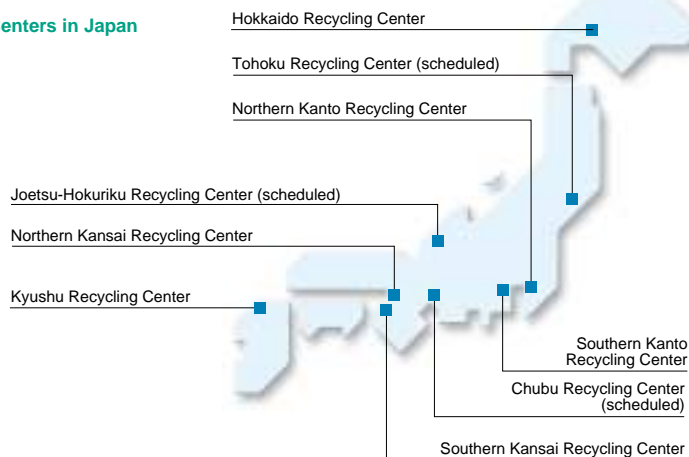 enters in Japan
Hokkaido Recycling Center
Tohoku Recycling Center (scheduled)
Northern Kanto Recycling Center
Joetsu-Hokuriku Recycling Center (scheduled)
Northern Kansai Recycling Center
Kyushu Recycling Center
Southern Kanto
Recycling Center
Chubu Recycling Center
(scheduled)
Southern Kansai Recycling Center